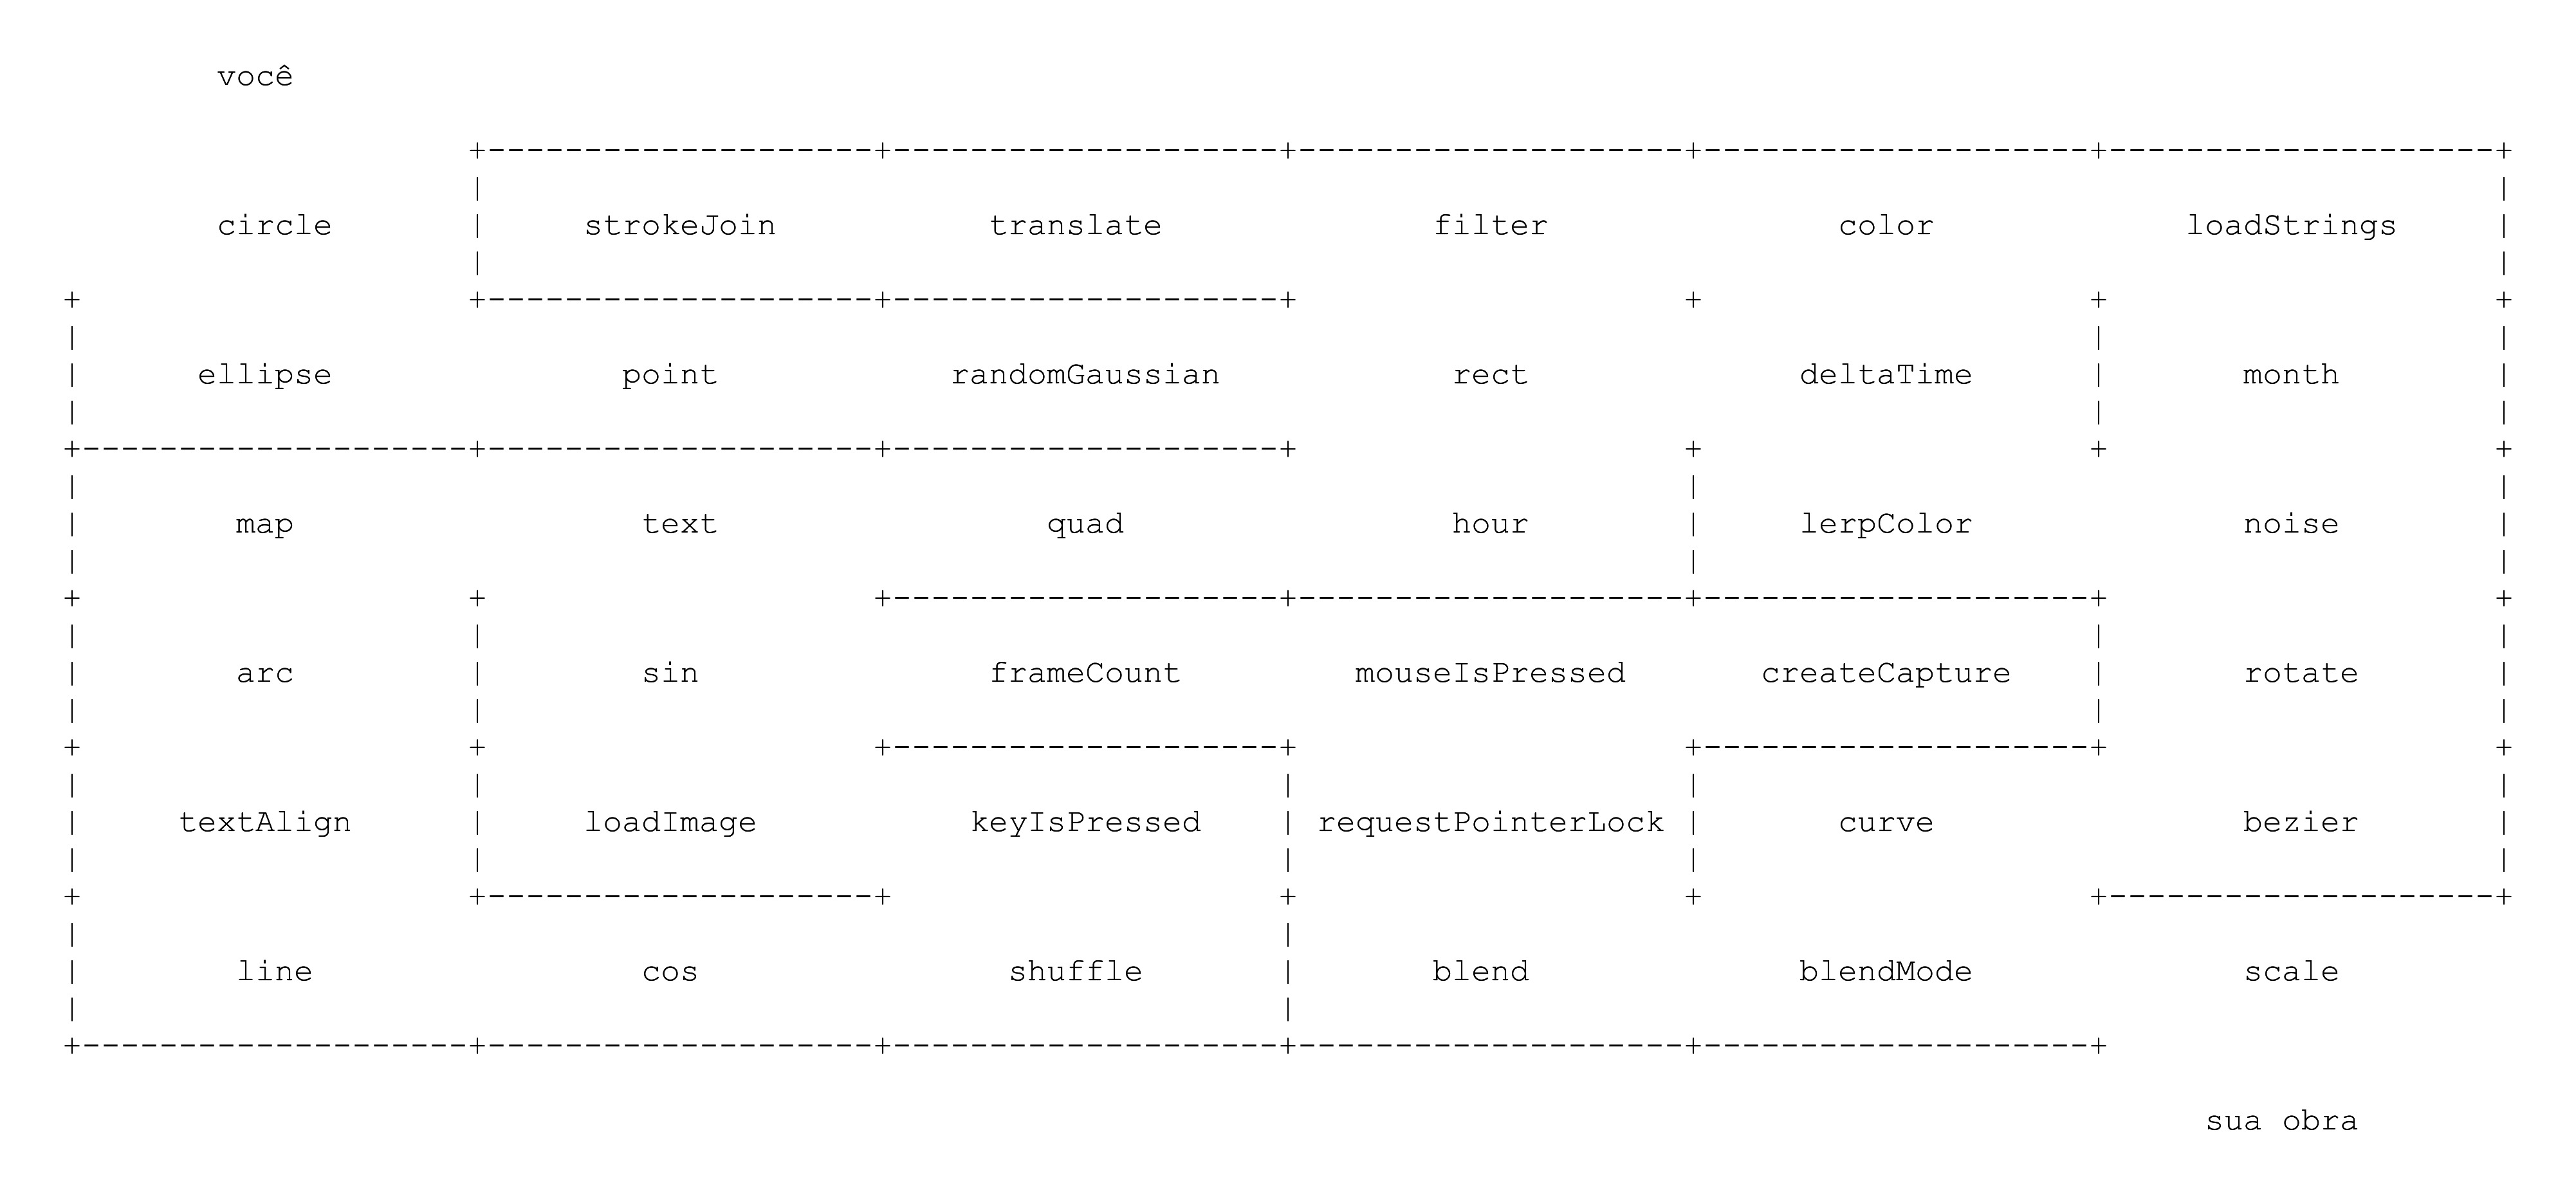 você
circle strokeJoin translate filter color loadStrings
ellipse point randomGaussian rect deltaTime month
map text quad hour lerpColor noise
arc sin frameCount mouseIsPressed createCapture rotate
textAlign loadImage keyIsPressed requestPointerLock curve bezier
line cos shuffle blend blendMode scale
sua obra